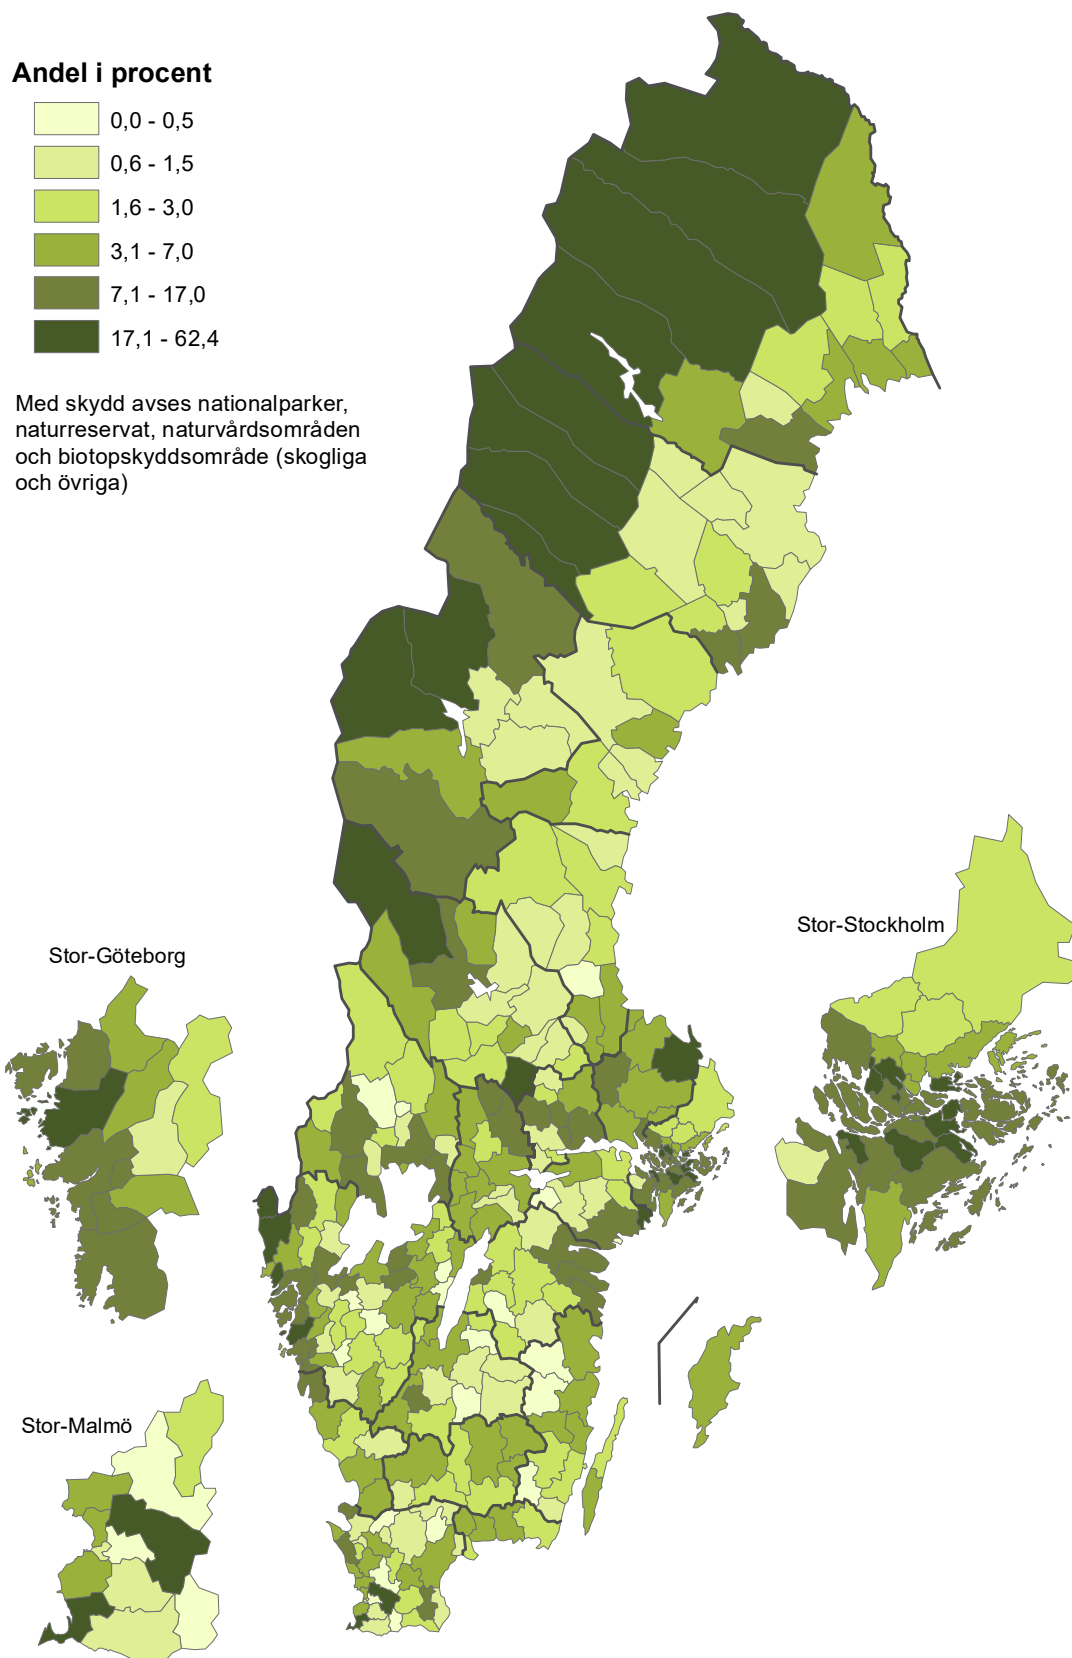 Andel i procent
0,0 - 0,5
0,6 - 1,5
1,6 - 3,0
3,1 - 7,0
7,1 - 17,0
17,1 - 62,4
Med skydd avses nationalparker,
naturreservat, naturvårdsområden
och biotopskyddsområde (skogliga
och övriga)
Stor-Stockholm
Stor-Göteborg
Stor-Malmö